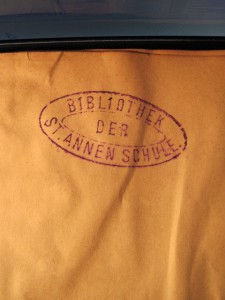 BIBLIOTHEK
DER
ST. ANNEN SCHULE.